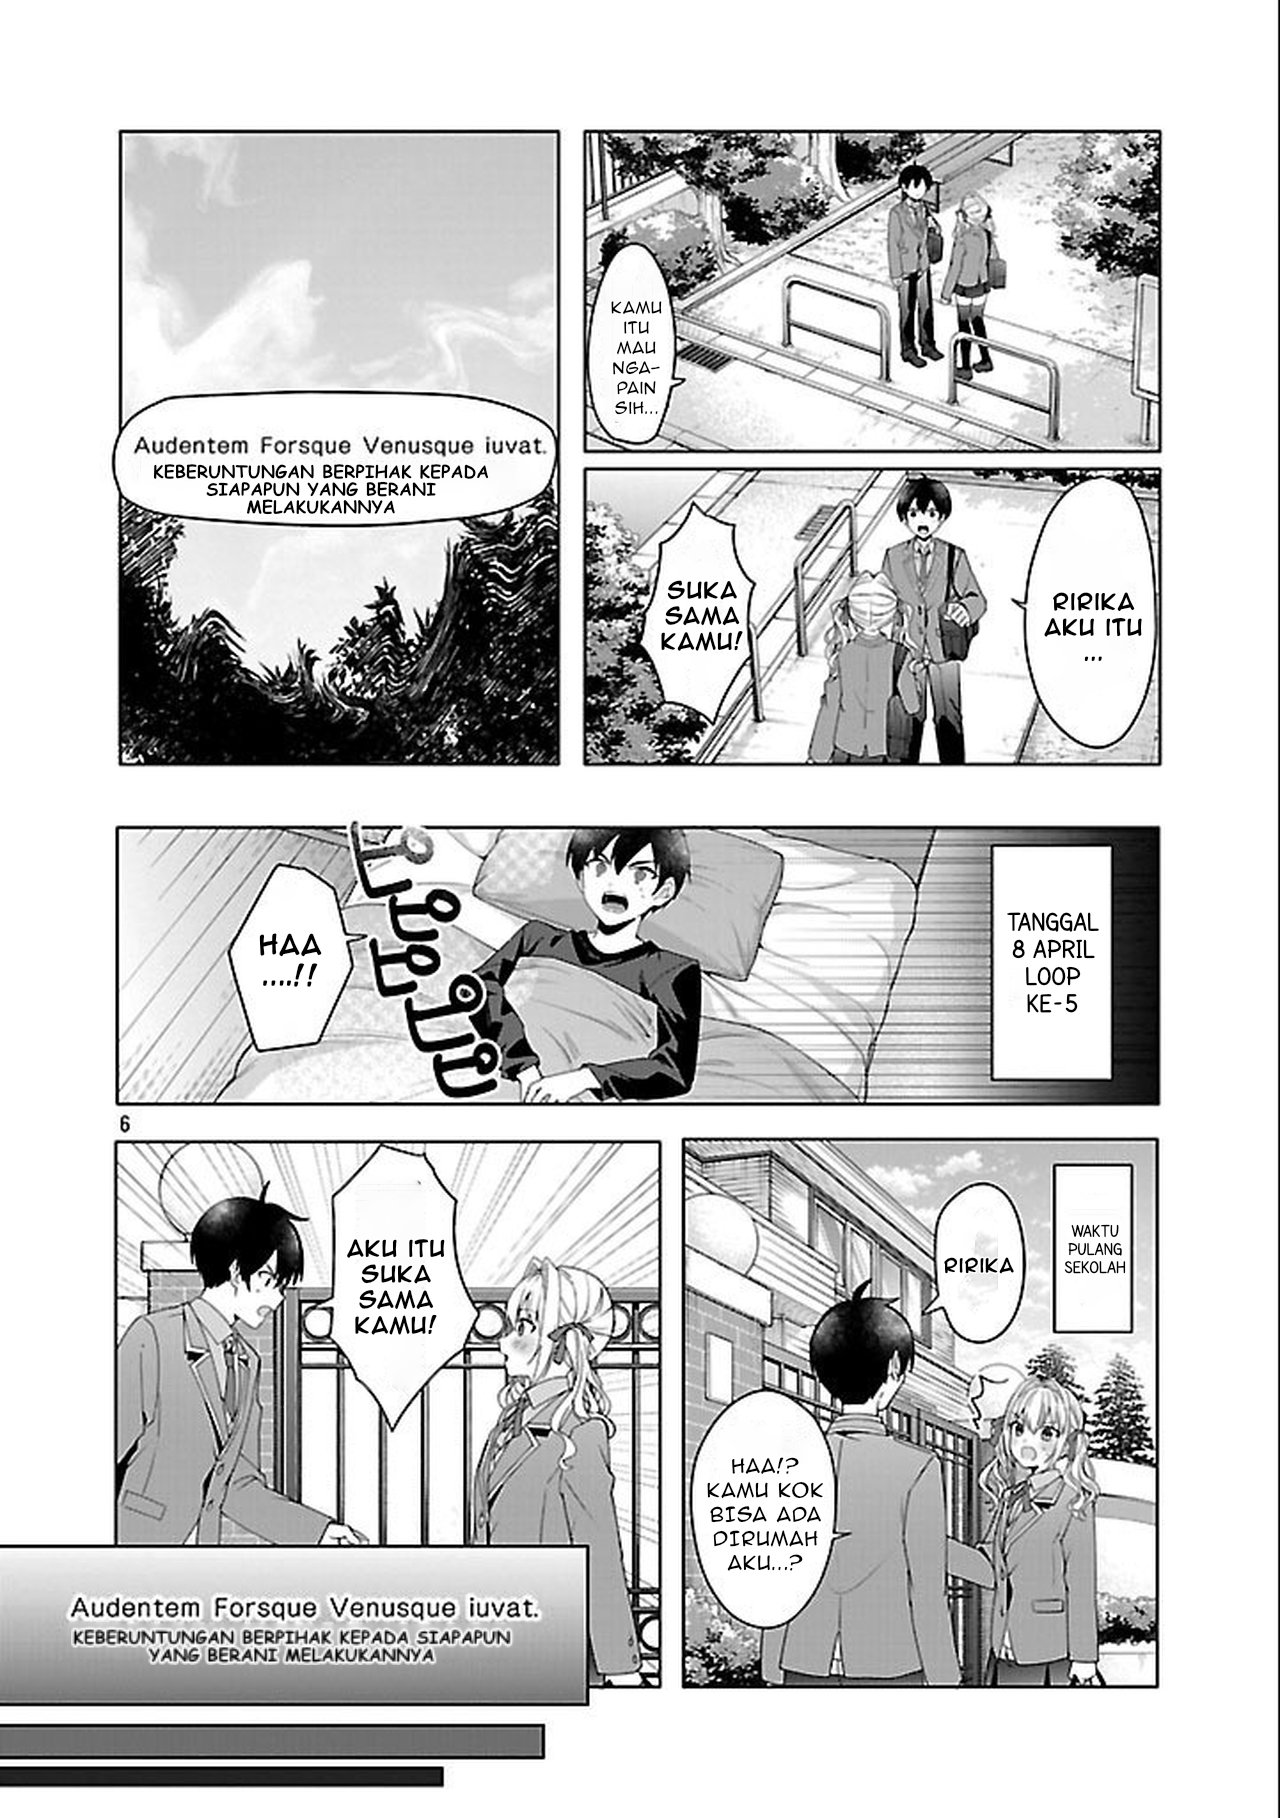 KAMU
ITU
MAU
NGA-
PAIN
SIH...
RIRIKA
AKU ITU
...
SUKA
SAMA
KAMU!
Audentem Forsque Venusque iuvat.
KEBERUNTUNGAN BERPIHAK KEPADA
SIAPAPUN YANG BERANI
MELAKUKANNYA
TANGGAL
8 APRIL
LOOP
KE-5
HAA
....!!
6
WAKTU
PULANG
SEKOLAH
RIRIKA
HAA!?
KAMU KOK
BISA ADA
DIRUMAH
AKU...?
AKU ITU
SUKA
SAMA
KAMU!
Audentem Forsque Venusque iuvat.
KEBERUNTUNGAN BERPIHAK KEPADA SIAPAPUN
YANG BERANI MELAKUKANNYA